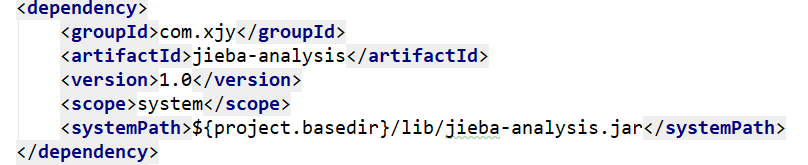 <dependency>
    <groupId>com.xjy</groupId>
    <artifactId>jieba-analysis</artifactId>
    <version>1.0</version>
    <scope>system</scope>
    <systemPath>${project.basedir}/lib/jieba-analysis.jar</systemPath>
</dependency>